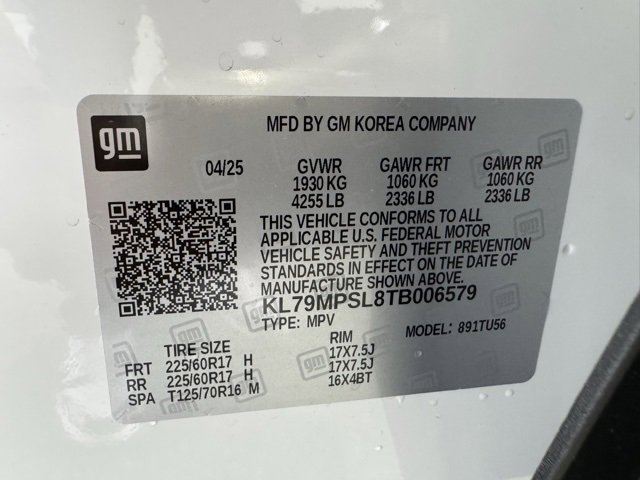 gm
MFD BY GM KOREA COMPANY
04/25 GVWR GAWR FRT GAWR RR
1930 KG 1060 KG 1060 KG
4255 LB 2336 LB 2336 LB
THIS VEHICLE CONFORMS TO ALL
APPLICABLE U.S. FEDERAL MOTOR
VEHICLE SAFETY AND THEFT PREVENTION
STANDARDS IN EFFECT ON THE DATE OF
MANUFACTURE SHOWN ABOVE.
KL79MPSL8TB006579
TYPE: MPV MODEL: 891TU56
TIRE SIZE RIM
FRT 225/60R17 H 17X7.5J
RR 225/60R17 H 17X7.5J
SPA T125/70R16 M 16X4BT